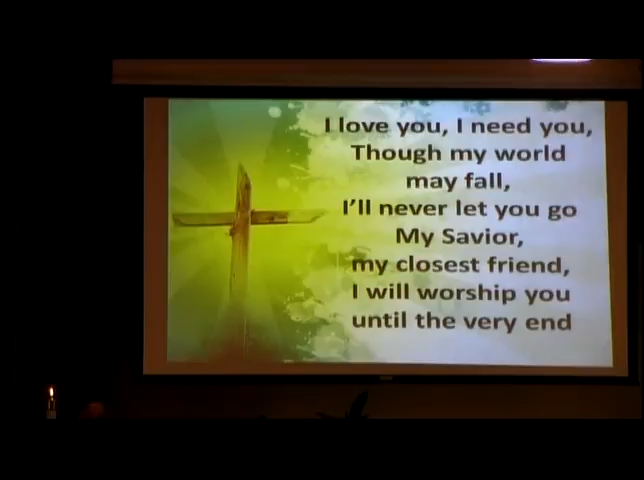 I love you, I need you,
Though my world
may fall,
I'll never let you go
My Savior,
my closest friend,
I will worship you
until the very end